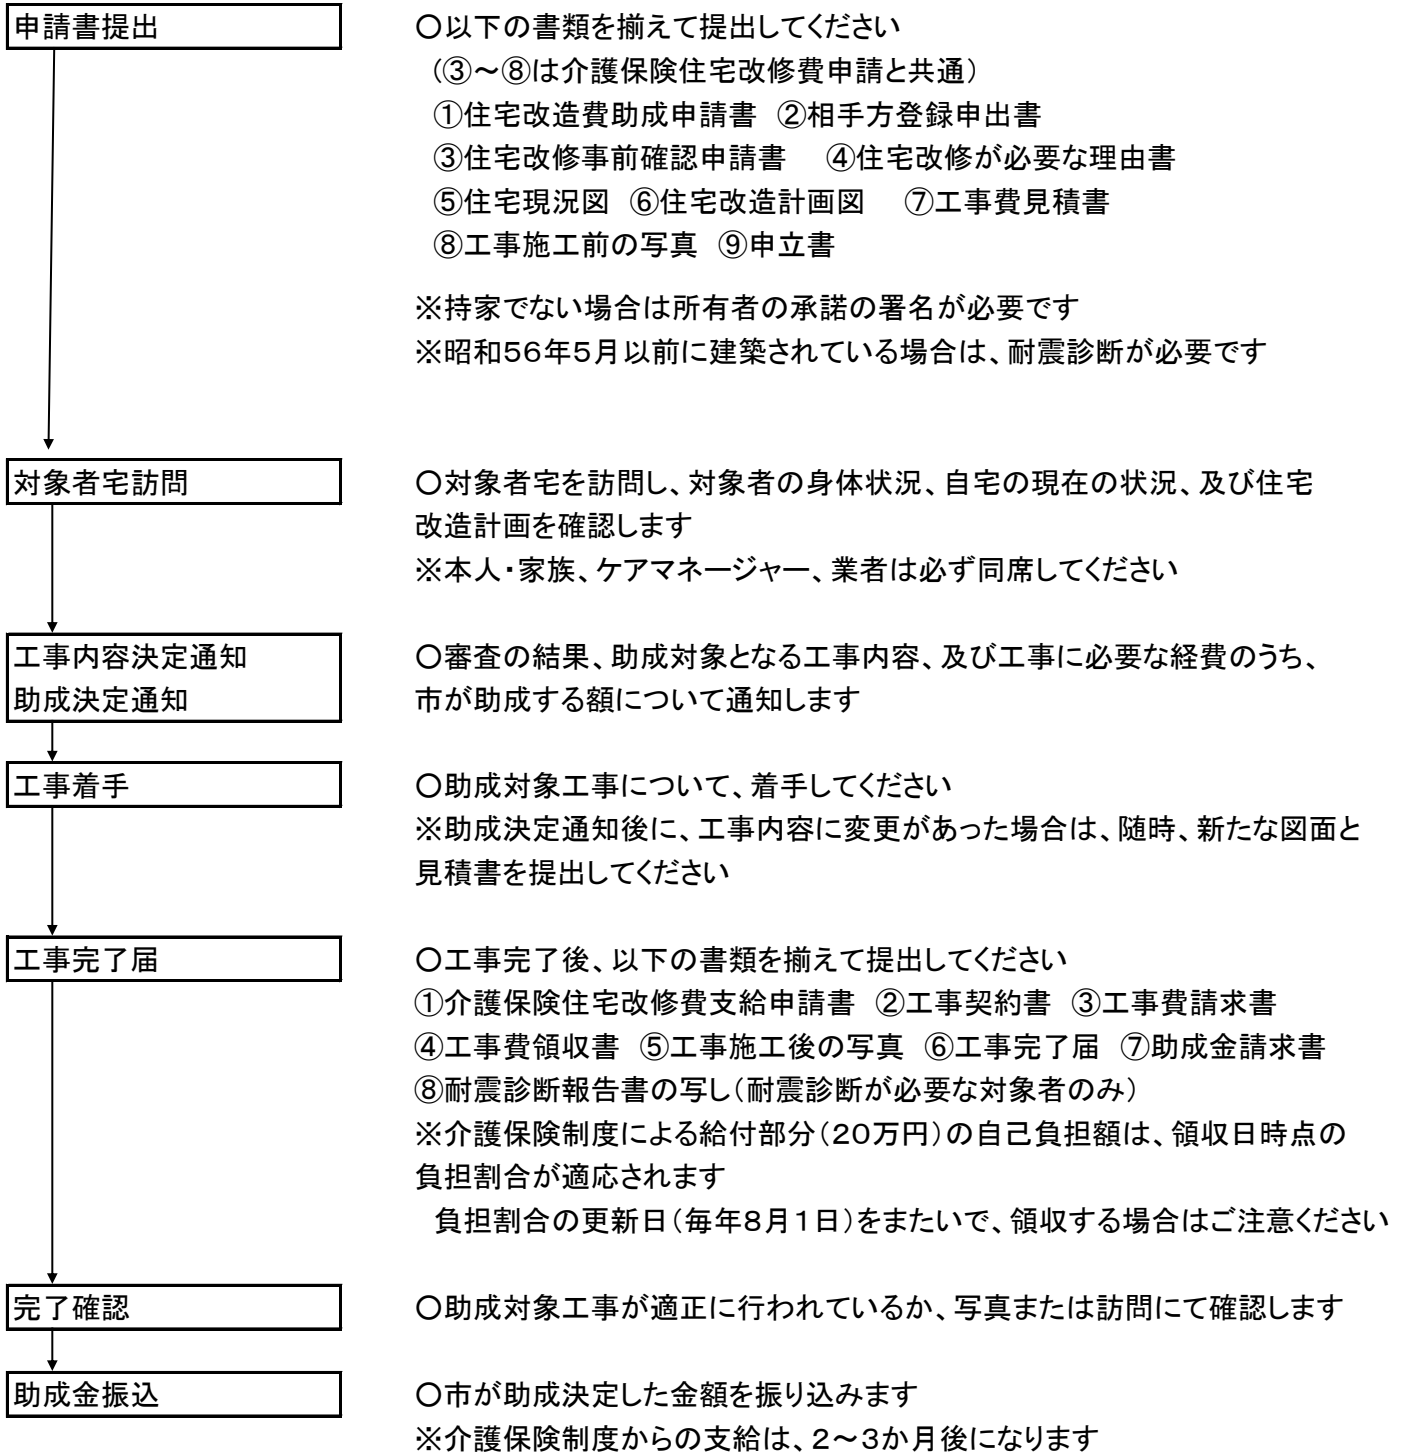 申請書提出
〇以下の書類を揃えて提出してください
（③～⑧は介護保険住宅改修費申請と共通）
①住宅改造費助成申請書　②相手方登録申出書
③住宅改修事前確認申請書　　④住宅改修が必要な理由書
⑤住宅現況図　⑥住宅改造計画図　　⑦工事費見積書
⑧工事施工前の写真　⑨申立書
※持家でない場合は所有者の承諾の署名が必要です
※昭和５６年５月以前に建築されている場合は、耐震診断が必要です
対象者宅訪問
〇対象者宅を訪問し、対象者の身体状況、自宅の現在の状況、及び住宅
改造計画を確認します
※本人・家族、ケアマネージャー、業者は必ず同席してください
工事内容決定通知
助成決定通知
〇審査の結果、助成対象となる工事内容、及び工事に必要な経費のうち、
市が助成する額について通知します
工事着手
〇助成対象工事について、着手してください
※助成決定通知後に、工事内容に変更があった場合は、随時、新たな図面と
見積書を提出してください
工事完了届
〇工事完了後、以下の書類を揃えて提出してください
①介護保険住宅改修費支給申請書　②工事契約書　③工事費請求書
④工事費領収書　⑤工事施工後の写真　⑥工事完了届　⑦助成金請求書
⑧耐震診断報告書の写し（耐震診断が必要な対象者のみ）
※介護保険制度による給付部分（２０万円）の自己負担額は、領収日時点の
負担割合が適応されます
負担割合の更新日（毎年８月１日）をまたいで、領収する場合はご注意ください
完了確認
〇助成対象工事が適正に行われているか、写真または訪問にて確認します
助成金振込
〇市が助成決定した金額を振り込みます
※介護保険制度からの支給は、２～３か月後になります